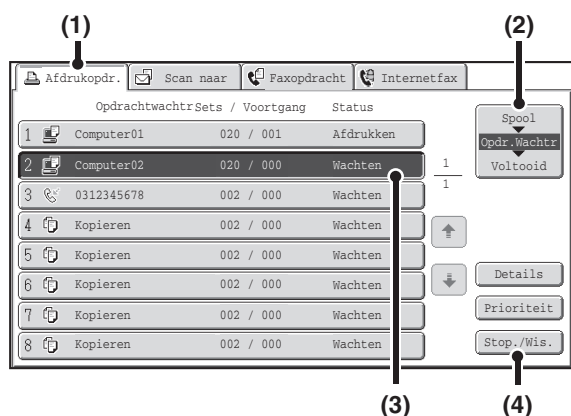 (1) (2)
Afdrukopdr. Scan naar Faxopdracht Internetfax
Opdrachtwachtr Sets / Voortgang Status
Spool
Opdr.Wachtr
Voltooid
1 Computer01 020 / 001 Afdrukken
2 Computer02 020 / 000 Wachten
3 0312345678 002 / 000 Wachten
4 Kopieren 002 / 000 Wachten
5 Kopieren 002 / 000 Wachten
6 Kopieren 002 / 000 Wachten
7 Kopieren 002 / 000 Wachten
8 Kopieren 002 / 000 Wachten
1
1
Details
Prioriteit
Stop./Wis.
(3) (4)